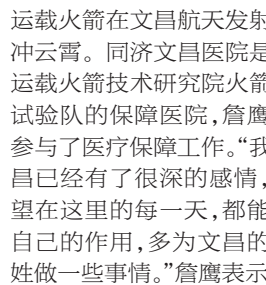 运载火箭在文昌航天发射
冲云霄。同济文昌医院是
运载火箭技术研究院火箭
试验队的保障医院,詹鹰
参与了医疗保障工作。“我
昌已经有了很深的感情,
望在这里的每一天,都能
自己的作用,多为文昌的
姓做一些事情。”詹鹰表示